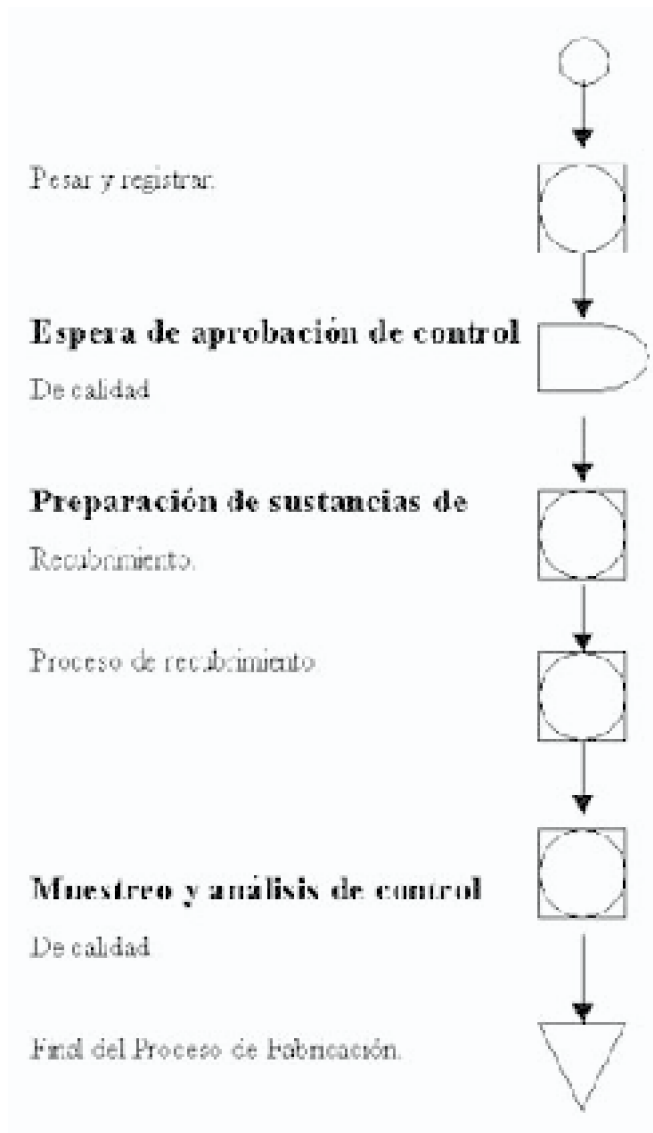 Pesar y registrar.
Espera de aprobación de control
De calidad
Preparación de sustancias de
Recubrimiento.
Proceso de recubrimiento
Muestreo y análisis de control
De calidad
Final del Proceso de Fabricación.